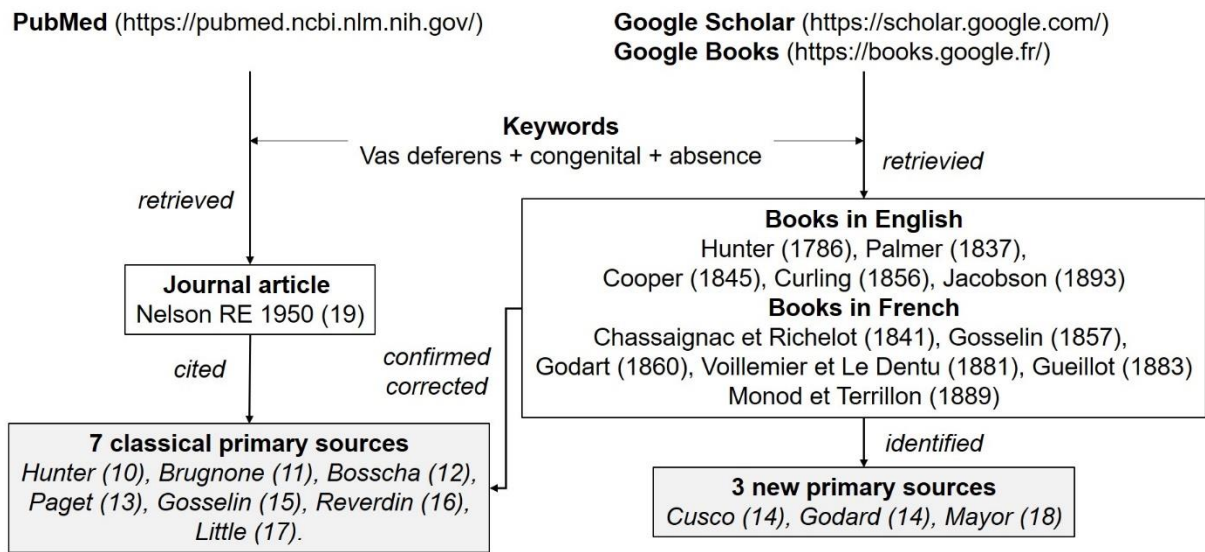 PubMed (https://pubmed.ncbi.nlm.nih.gov/)
Google Scholar (https://scholar.google.com/)
Google Books (https://books.google.fr/)
Keywords
Vas deferens + congenital + absence
retrieved
retrievied
Journal article
Nelson RE 1950 (19)
Books in English
Hunter (1786), Palmer (1837),
Cooper (1845), Curling (1856), Jacobson (1893)
Books in French
Chassaignac et Richelot (1841), Gosselin (1857),
Godart (1860), Voillemier et Le Dentu (1881), Gueillot (1883)
Monod et Terrillon (1889)
cited
confirmed
corrected
identified
7 classical primary sources
Hunter (10), Brugnone (11), Bosscha (12),
Paget (13), Gosselin (15), Reverdin (16),
Little (17).
3 new primary sources
Cusco (14), Godard (14), Mayor (18)